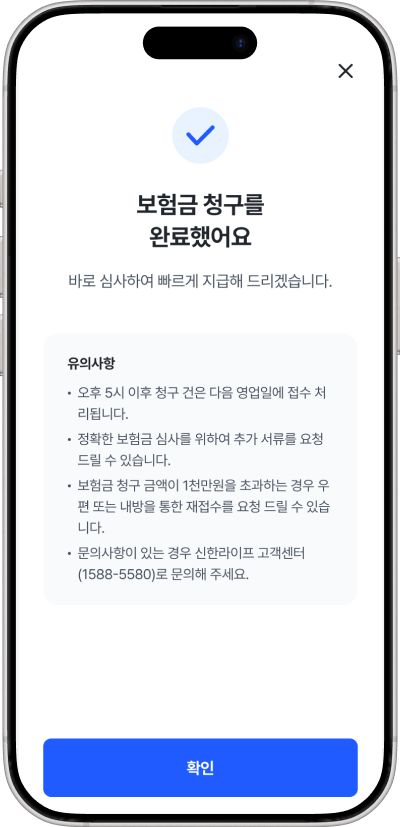 보험금 청구를
완료했어요
바로 심사하여 빠르게 지급해 드리겠습니다.
유의사항
• 오후 5시 이후 청구 건은 다음 영업일에 접수 처
리됩니다.
• 정확한 보험금 심사를 위하여 추가 서류를 요청
드릴 수 있습니다.
• 보험금 청구 금액이 1천만원을 초과하는 경우 우
편 또는 내방을 통한 재접수를 요청 드릴 수 있습
니다.
• 문의사항이 있는 경우 신한라이프 고객센터
(1588-5580)로 문의해 주세요.
확인